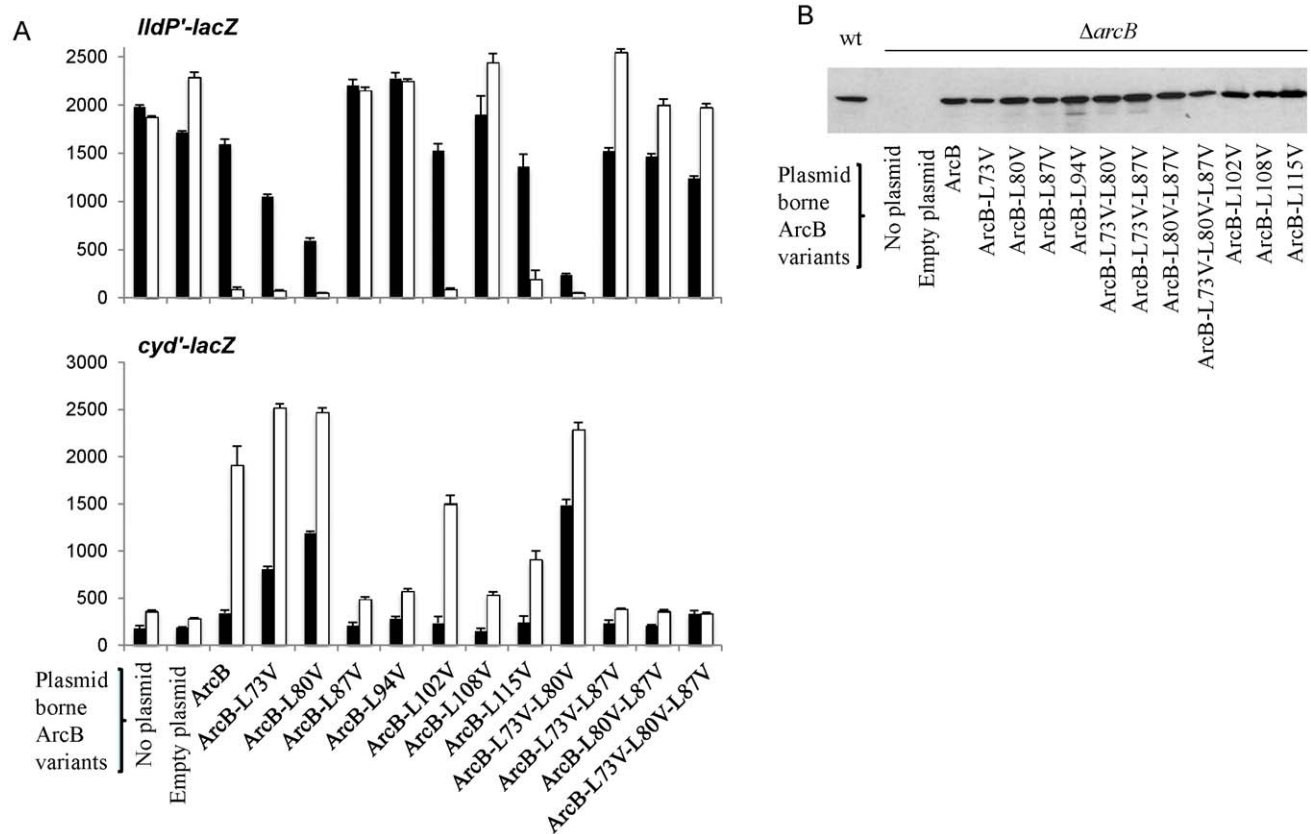 A
lldP'-lacZ
2500
2000
1500
1000
500
0
cyd'-lacZ
3000
2500
2000
1500
1000
500
0
Plasmid
borne
ArcB
variants
No plasmid
Empty plasmid
ArcB
ArcB-L73V
ArcB-L80V
ArcB-L87V
ArcB-L94V
ArcB-L102V
ArcB-L108V
ArcB-L115V
ArcB-L73V-L80V
ArcB-L73V-L87V
ArcB-L80V-L87V
ArcB-L73V-L80V-L87V
B
wt
ΔarcB
Plasmid
borne
ArcB
variants
No plasmid
Empty plasmid
ArcB
ArcB-L73V
ArcB-L80V
ArcB-L87V
ArcB-L94V
ArcB-L73V-L80V
ArcB-L73V-L87V
ArcB-L80V-L87V
ArcB-L73V-L80V-L87V
ArcB-L102V
ArcB-L108V
ArcB-L115V